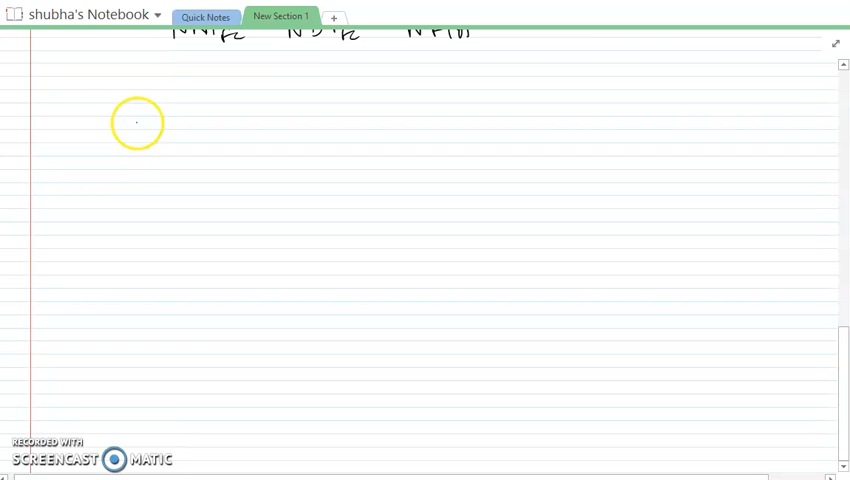 shubha's Notebook
Quick Notes
New Section 1
RECORDED WITH
SCREENCAST MATIC